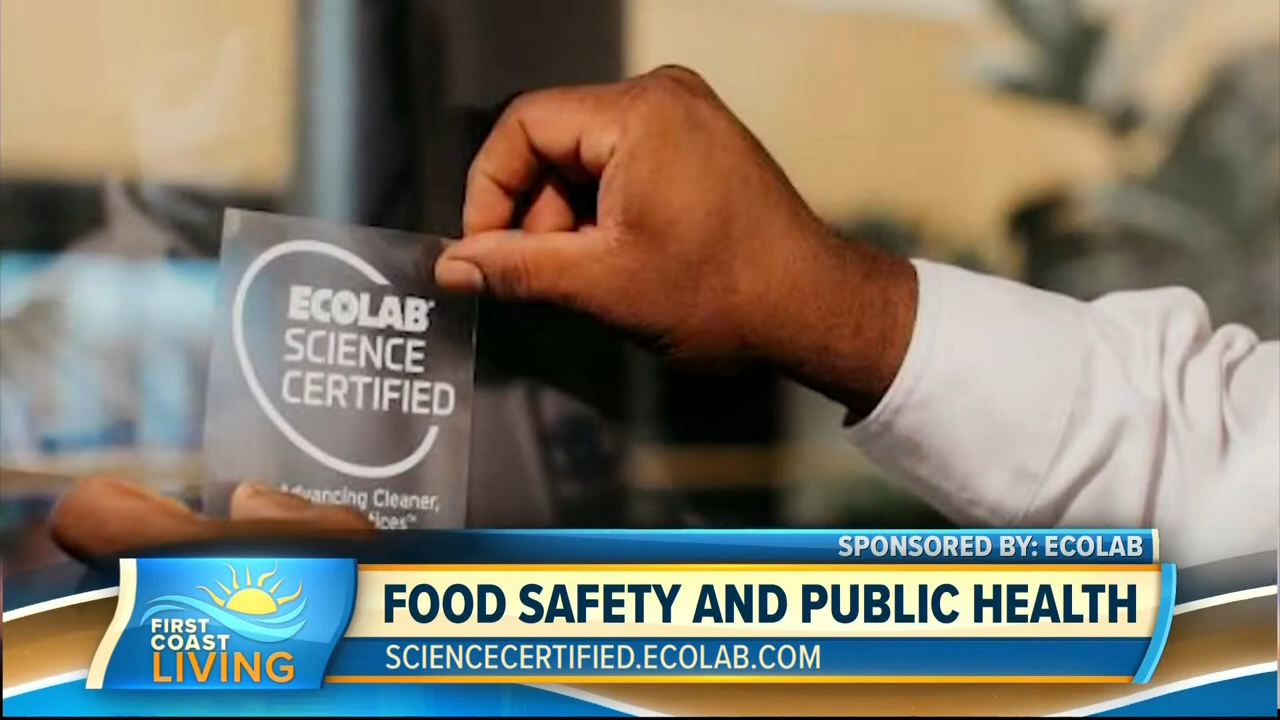 ECOLAB
SCIENCE
CERTIFIED
Advancing Cleaner,
SPONSORED BY: ECOLAB
FOOD SAFETY AND PUBLIC HEALTH
SCIENCECERTIFIED.ECOLAB.COM
FIRST
COAST
LIVING